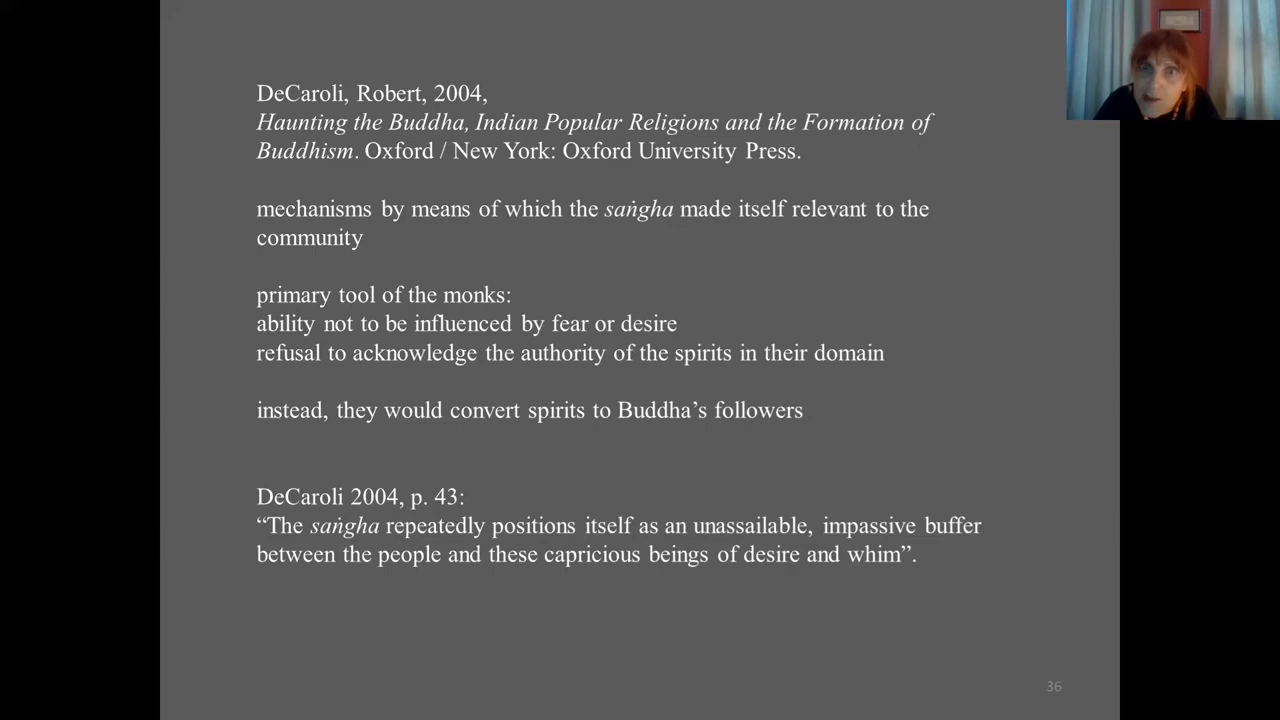 DeCaroli, Robert, 2004,
Haunting the Buddha, Indian Popular Religions and the Formation of
Buddhism. Oxford / New York: Oxford University Press.
mechanisms by means of which the saṅgha made itself relevant to the
community
primary tool of the monks:
ability not to be influenced by fear or desire
refusal to acknowledge the authority of the spirits in their domain
instead, they would convert spirits to Buddha’s followers
DeCaroli 2004, p. 43:
“The saṅgha repeatedly positions itself as an unassailable, impassive buffer
between the people and these capricious beings of desire and whim”.
36